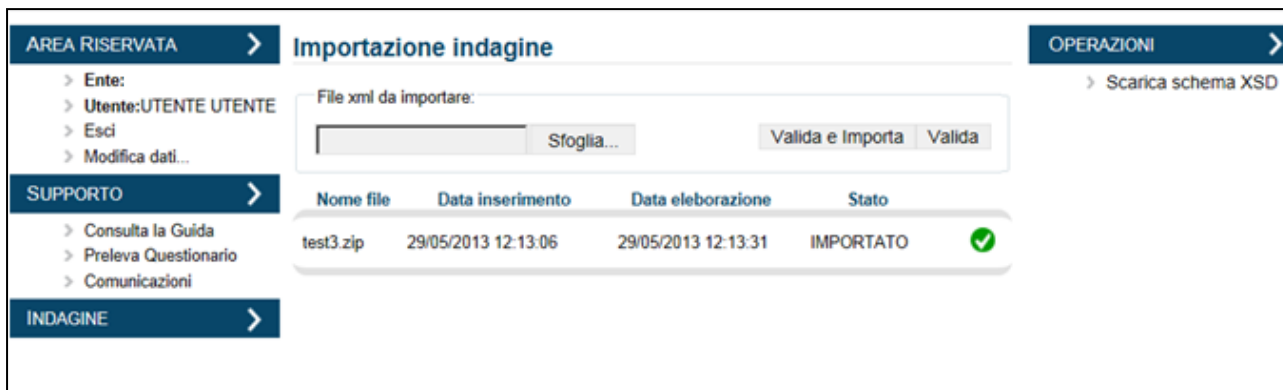 AREA RISERVATA
Ente:
Utente:UTENTE UTENTE
Esci
Modifica dati...
SUPPORTO
Consulta la Guida
Preleva Questionario
Comunicazioni
INDAGINE
Importazione indagine
File xml da importare:
Sfoglia... Valida e Importa Valida
Nome file Data inserimento Data eleborazione Stato
test3.zip 29/05/2013 12:13:06 29/05/2013 12:13:31 IMPORTATO
OPERAZIONI
Scarica schema XSD